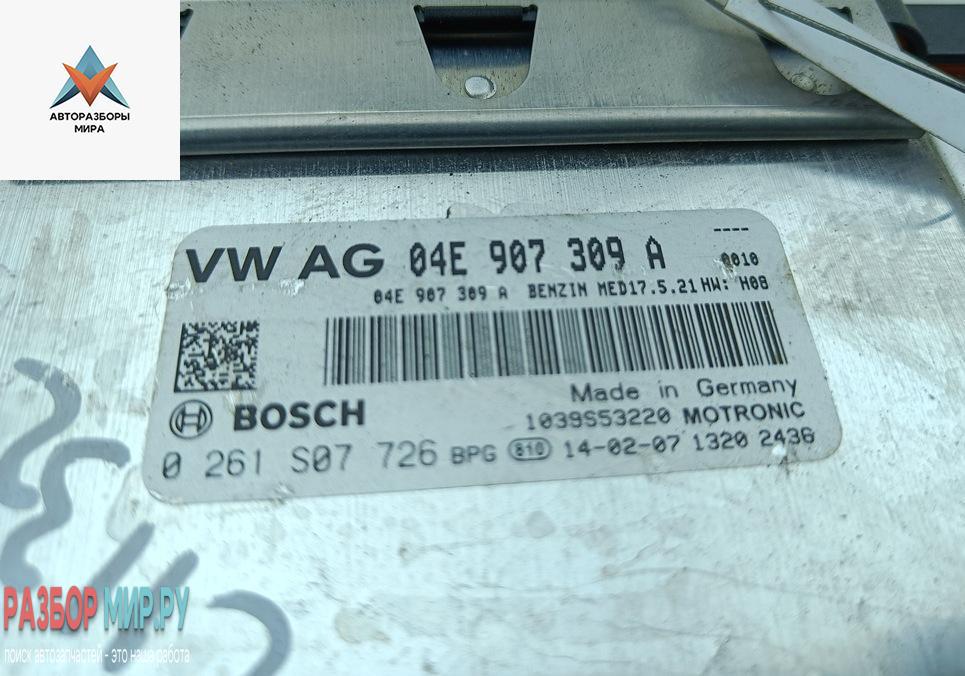 АВТОРАЗБОРЫ
МИРА
----
VW AG 04E 907 309 A 0010
04E 907 309 A BENZIN MED17.5.21 HW: H08
Made in Germany
BOSCH 1039S53220 MOTRONIC
0 261 S07 726 BPG 810 14-02-07 1320 2436
РАЗБОРМИР.РУ
поиск автозапчастей - это наша работа